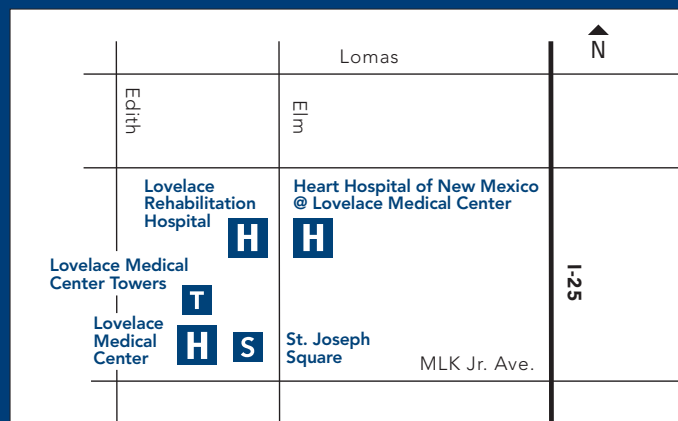 N
Lomas
Edith
Elm
Lovelace
Rehabilitation
Hospital
H
Heart Hospital of New Mexico
@ Lovelace Medical Center
H
Lovelace Medical
Center Towers
T
I-25
Lovelace
Medical
Center
H
S
St. Joseph
Square
MLK Jr. Ave.